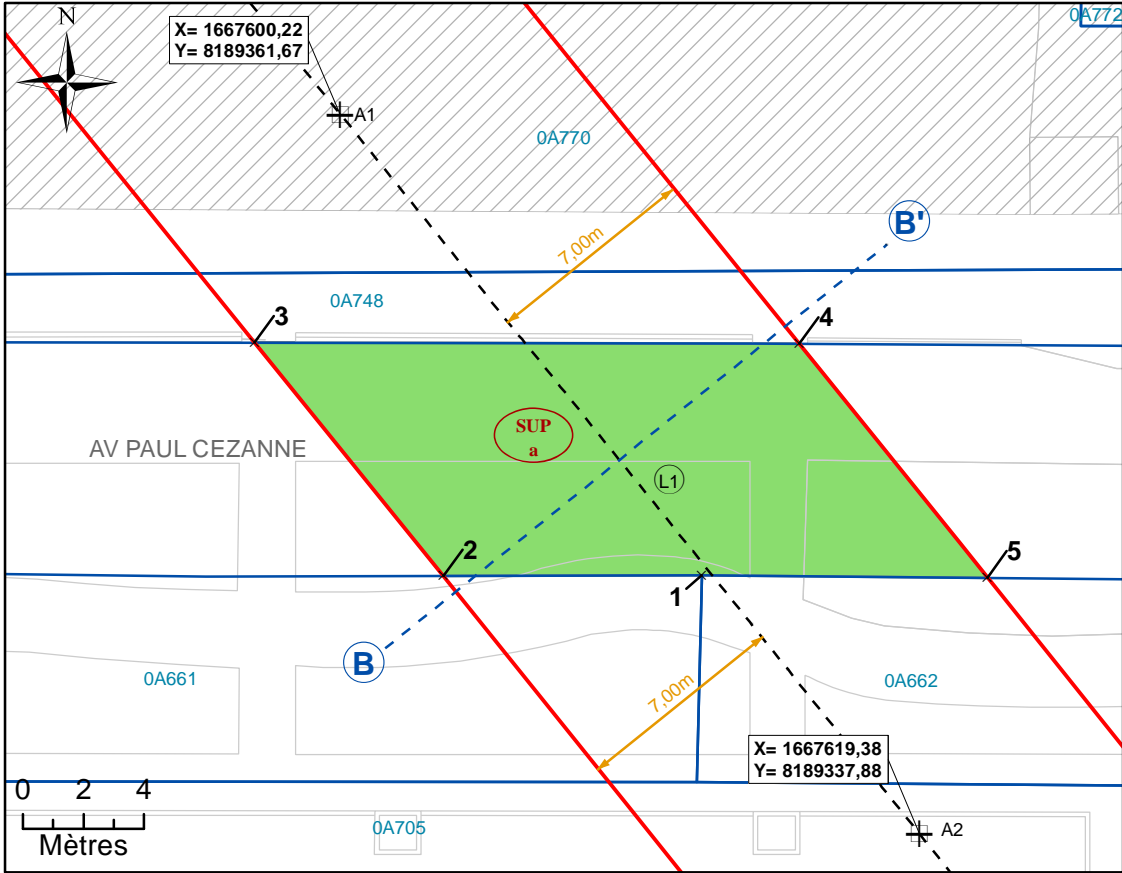 N
X= 1667600,22
Y= 8189361,67
0A772
A1
0A770
B'
7,00m
0A748
3
4
SUP
a
AV PAUL CEZANNE
L1
2
5
1
B
0A661
7,00m
0A662
X= 1667619,38
Y= 8189337,88
0 2 4
Mètres
0A705
A2